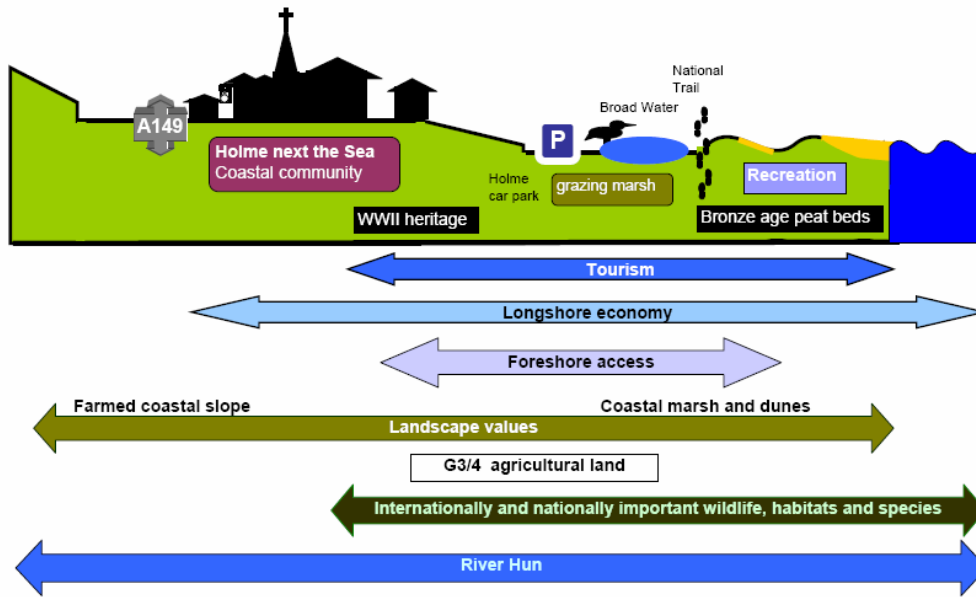 National
Trail
Broad Water
A149
P
Holme next the Sea
Coastal community
Holme
car park
grazing marsh
Recreation
WWII heritage
Bronze age peat beds
Tourism
Longshore economy
Foreshore access
Farmed coastal slope
Coastal marsh and dunes
Landscape values
G3/4 agricultural land
Internationally and nationally important wildlife, habitats and species
River Hun